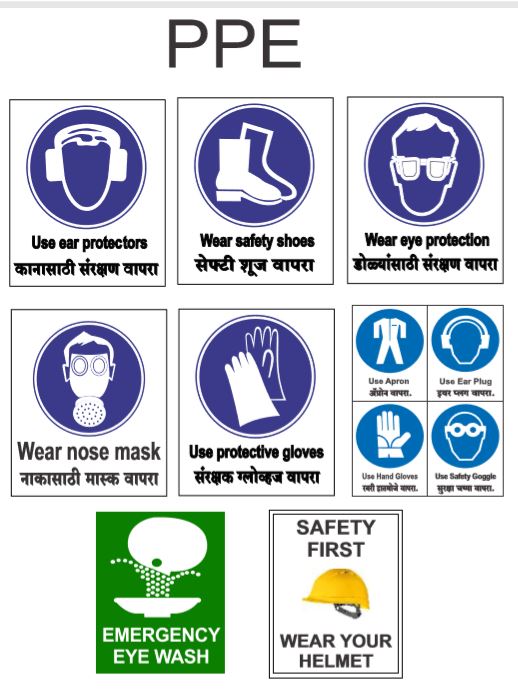 PPE
Use ear protectors
कानासाठी संरक्षण वापरा
Wear safety shoes
सेफ्टी शूज वापरा
Wear eye protection
डोळ्यांसाठी संरक्षण वापरा
Wear nose mask
नाकासाठी मास्क वापरा
Use protective gloves
संरक्षक ग्लोव्हज वापरा
Use Apron
अ‍ॅप्रोन वापरा.
Use Ear Plug
इयर प्लग वापरा.
Use Hand Gloves
रबरी हातमोजे वापरा.
Use Safety Goggle
सुरक्षा चष्मा वापरा.
EMERGENCY
EYE WASH
SAFETY
FIRST
WEAR YOUR
HELMET